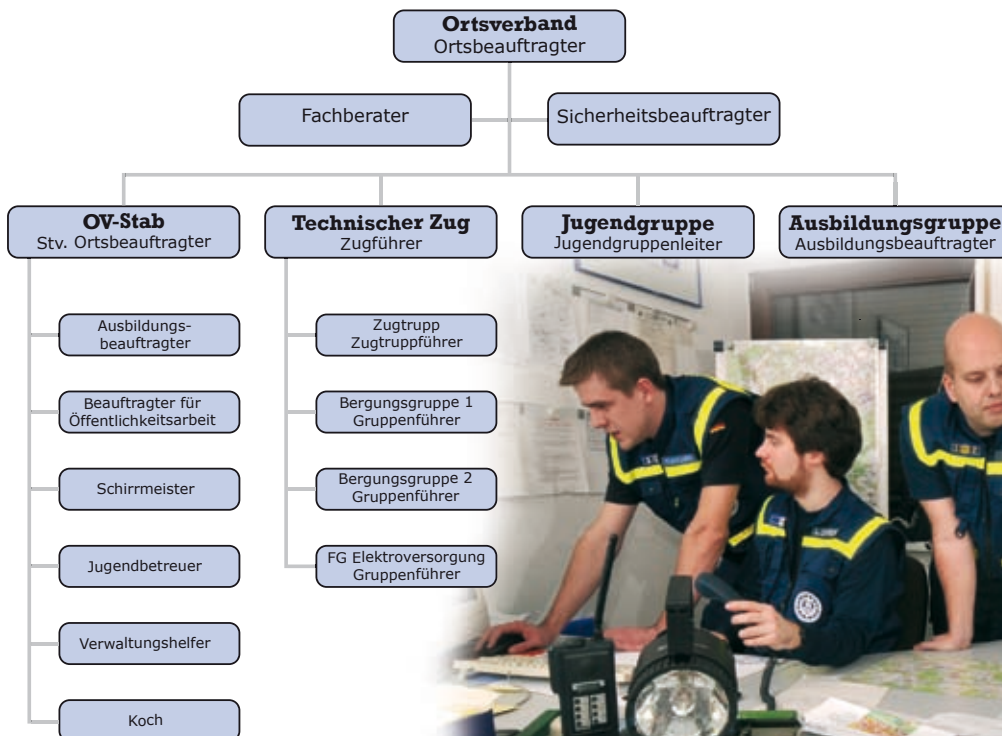 Ortsverband
Ortsbeauftragter
Fachberater
Sicherheitsbeauftragter
OV-Stab
Stv. Ortsbeauftragter
Technischer Zug
Zugführer
Jugendgruppe
Jugendgruppenleiter
Ausbildungsgruppe
Ausbildungsbeauftragter
Ausbildungs-
beauftragter
Beauftragter für
Öffentlichkeitsarbeit
Schirrmeister
Jugendbetreuer
Verwaltungshelfer
Koch
Zugtrupp
Zugtruppführer
Bergungsgruppe 1
Gruppenführer
Bergungsgruppe 2
Gruppenführer
FG Elektroversorgung
Gruppenführer